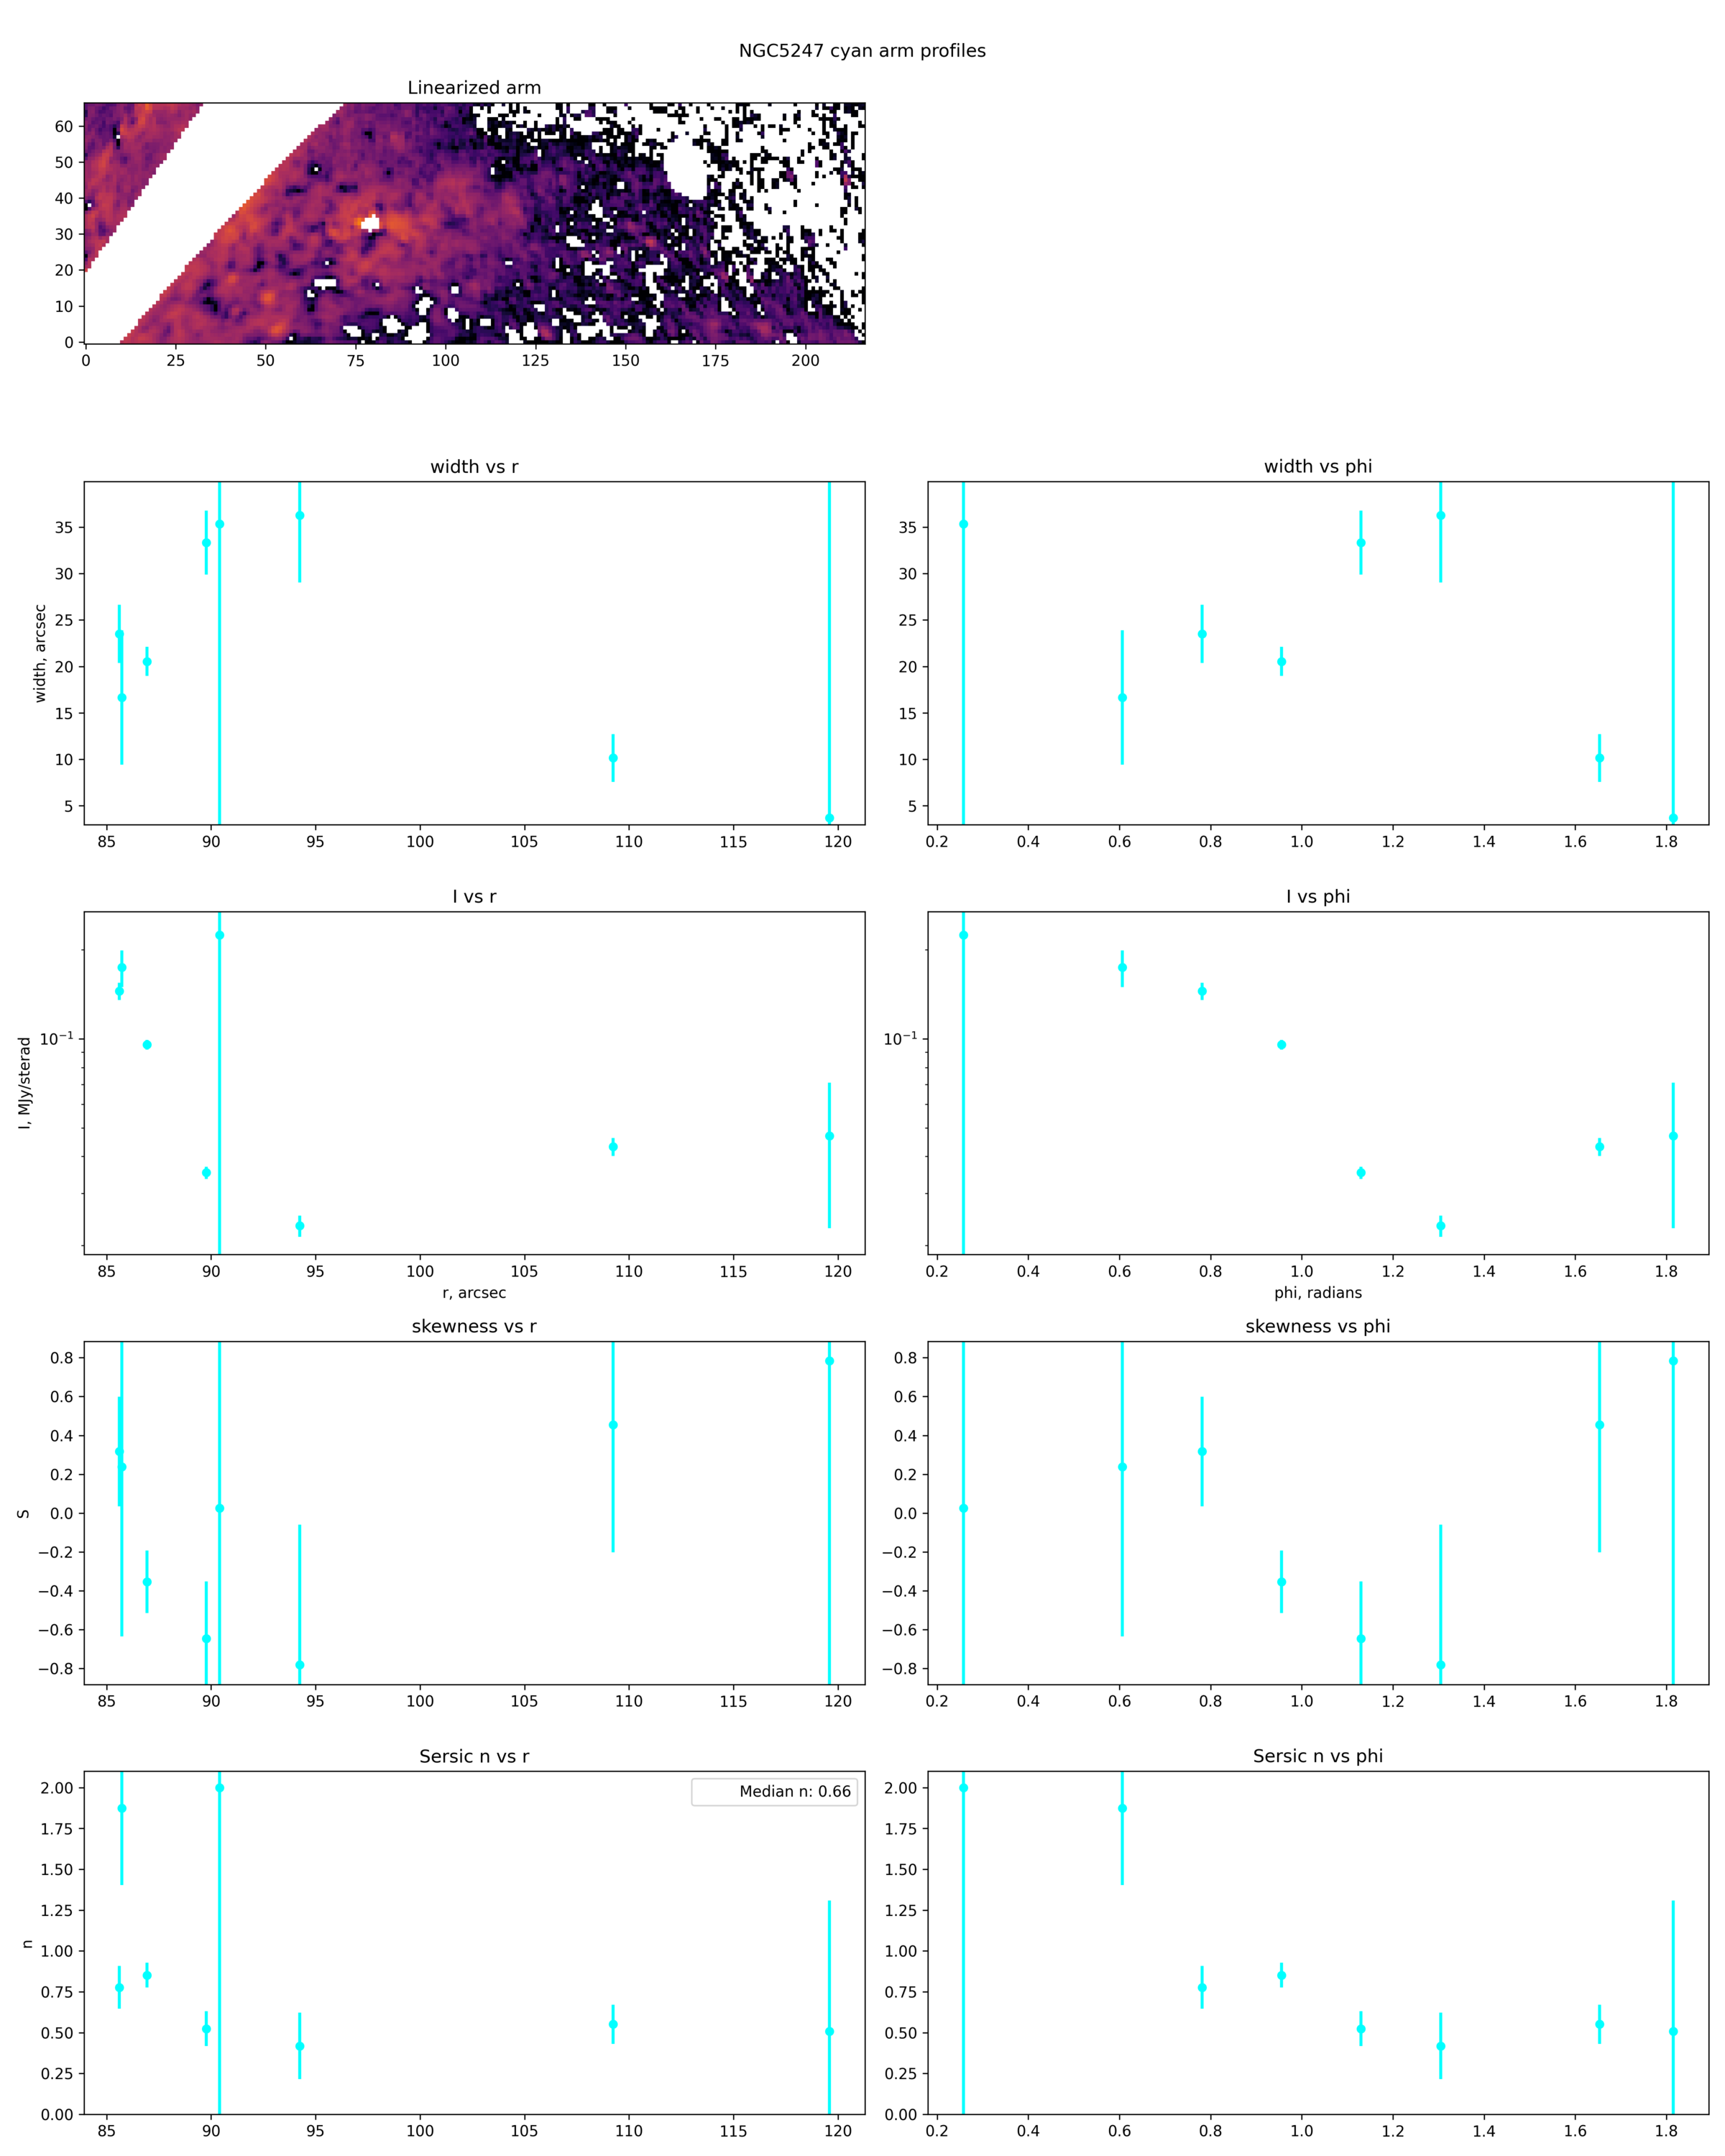 NGC5247 cyan arm profiles
Linearized arm
60
50
40
30
20
10
0
0 25 50 75 100 125 150 175 200
width vs r
width vs phi
width, arcsec
35
30
25
20
15
10
5
35
30
25
20
15
10
5
85 90 95 100 105 110 115 120
0.2 0.4 0.6 0.8 1.0 1.2 1.4 1.6 1.8
I vs r
I vs phi
I, MJy/sterad
10⁻¹
10⁻¹
85 90 95 100 105 110 115 120
0.2 0.4 0.6 0.8 1.0 1.2 1.4 1.6 1.8
r, arcsec
phi, radians
skewness vs r
skewness vs phi
S
0.8
0.6
0.4
0.2
0.0
−0.2
−0.4
−0.6
−0.8
0.8
0.6
0.4
0.2
0.0
−0.2
−0.4
−0.6
−0.8
85 90 95 100 105 110 115 120
0.2 0.4 0.6 0.8 1.0 1.2 1.4 1.6 1.8
Sersic n vs r
Sersic n vs phi
Median n: 0.66
n
2.00
1.75
1.50
1.25
1.00
0.75
0.50
0.25
0.00
2.00
1.75
1.50
1.25
1.00
0.75
0.50
0.25
0.00
85 90 95 100 105 110 115 120
0.2 0.4 0.6 0.8 1.0 1.2 1.4 1.6 1.8